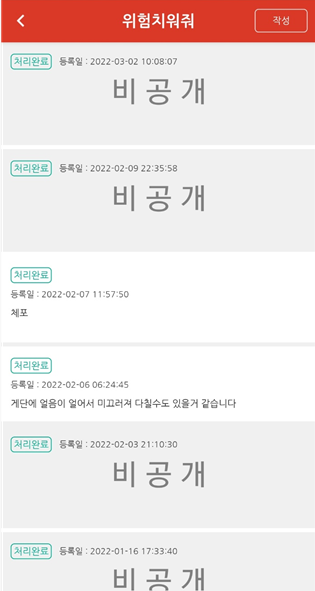 위험치워줘
작성
처리완료 등록일 : 2022-03-02 10:08:07
비 공 개
처리완료 등록일 : 2022-02-09 22:35:58
비 공 개
처리완료
등록일 : 2022-02-07 11:57:50
체포
처리완료
등록일 : 2022-02-06 06:24:45
게단에 얼음이 얼어서 미끄러져 다칠수도 있을거 같습니다
처리완료 등록일 : 2022-02-03 21:10:30
비 공 개
처리완료 등록일 : 2022-01-16 17:33:40
비 공 개